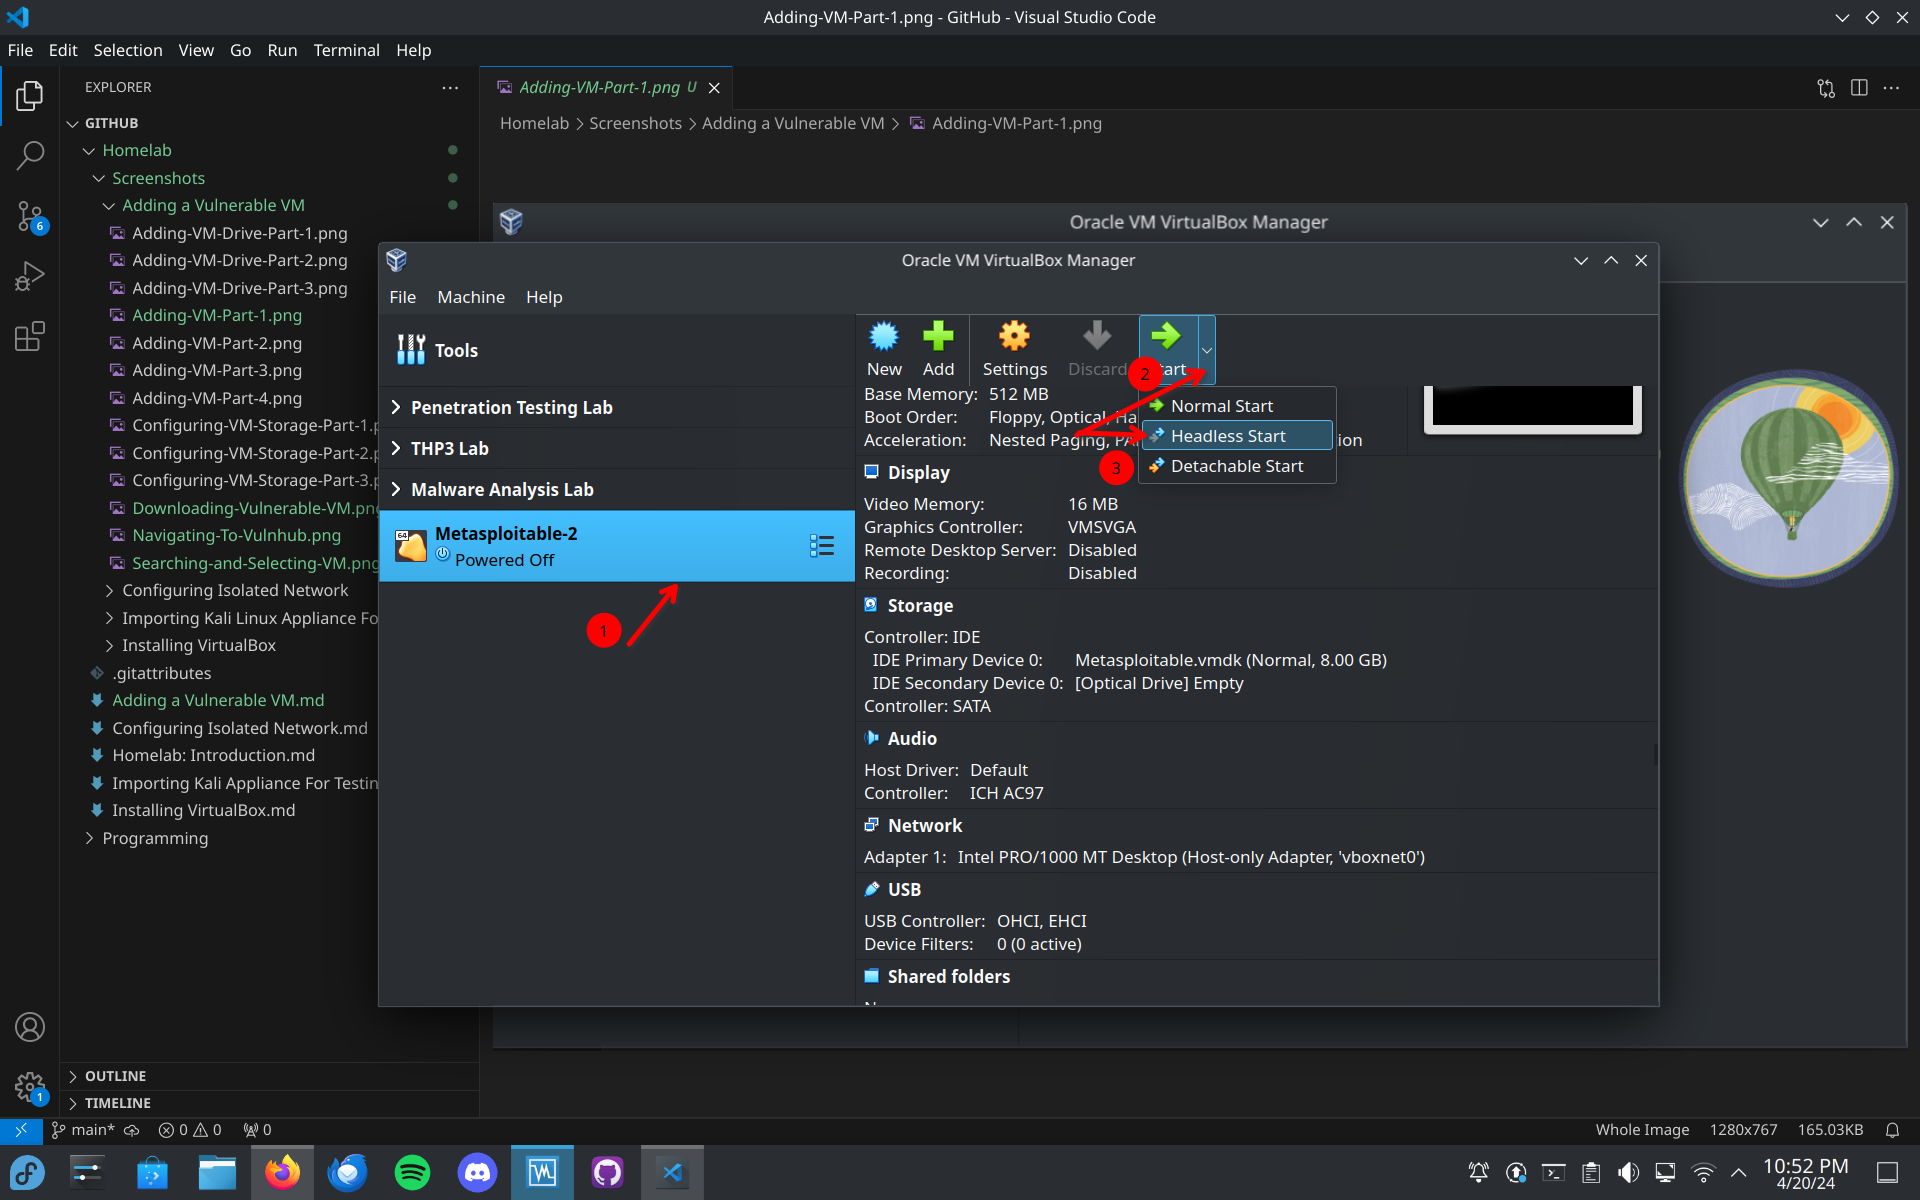 Adding-VM-Part-1.png - GitHub - Visual Studio Code
File Edit Selection View Go Run Terminal Help
EXPLORER
GITHUB
Homelab
Screenshots
Adding a Vulnerable VM
Adding-VM-Drive-Part-1.png
Adding-VM-Drive-Part-2.png
Adding-VM-Drive-Part-3.png
Adding-VM-Part-1.png
Adding-VM-Part-2.png
Adding-VM-Part-3.png
Adding-VM-Part-4.png
Configuring-VM-Storage-Part-1.p
Configuring-VM-Storage-Part-2.p
Configuring-VM-Storage-Part-3.p
Downloading-Vulnerable-VM.png
Navigating-To-Vulnhub.png
Searching-and-Selecting-VM.png
Configuring Isolated Network
Importing Kali Linux Appliance Fo
Installing VirtualBox
.gitattributes
Adding a Vulnerable VM.md
Configuring Isolated Network.md
Homelab: Introduction.md
Importing Kali Appliance For Testin
Installing VirtualBox.md
Programming
OUTLINE
TIMELINE
6
1
Adding-VM-Part-1.png U
Homelab > Screenshots > Adding a Vulnerable VM > Adding-VM-Part-1.png
Oracle VM VirtualBox Manager
Oracle VM VirtualBox Manager
File Machine Help
Tools
Penetration Testing Lab
THP3 Lab
Malware Analysis Lab
64
Metasploitable-2
Powered Off
1
New Add Settings Discard tart
2
3
Normal Start
Headless Start
Detachable Start
Base Memory: 512 MB
Boot Order: Floppy, Optical, Ha
Acceleration: Nested Paging, PA ion
Display
Video Memory: 16 MB
Graphics Controller: VMSVGA
Remote Desktop Server: Disabled
Recording: Disabled
Storage
Controller: IDE
IDE Primary Device 0: Metasploitable.vmdk (Normal, 8.00 GB)
IDE Secondary Device 0: [Optical Drive] Empty
Controller: SATA
Audio
Host Driver: Default
Controller: ICH AC97
Network
Adapter 1: Intel PRO/1000 MT Desktop (Host-only Adapter, 'vboxnet0')
USB
USB Controller: OHCI, EHCI
Device Filters: 0 (0 active)
Shared folders
main* 0 0 0
Whole Image 1280x767 165.03KB
10:52 PM
4/20/24